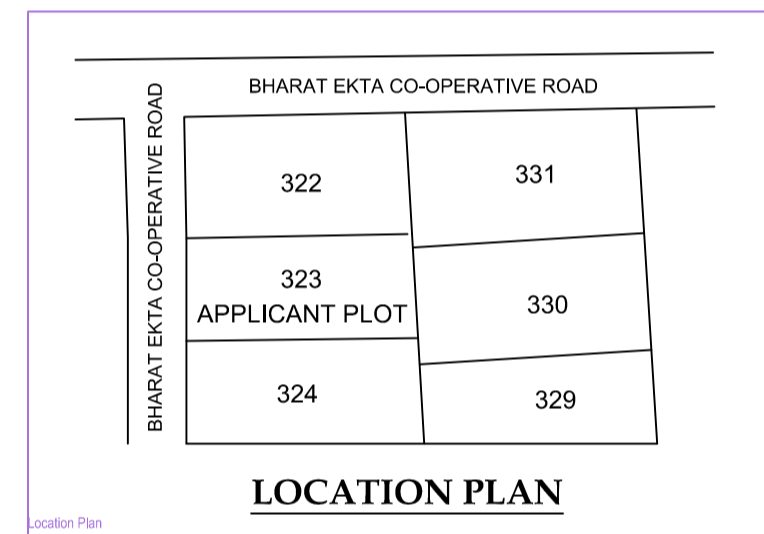 BHARAT EKTA CO-OPERATIVE ROAD
BHARAT EKTA CO-OPERATIVE ROAD
322
331
323
APPLICANT PLOT
330
324
329
LOCATION PLAN
Location Plan